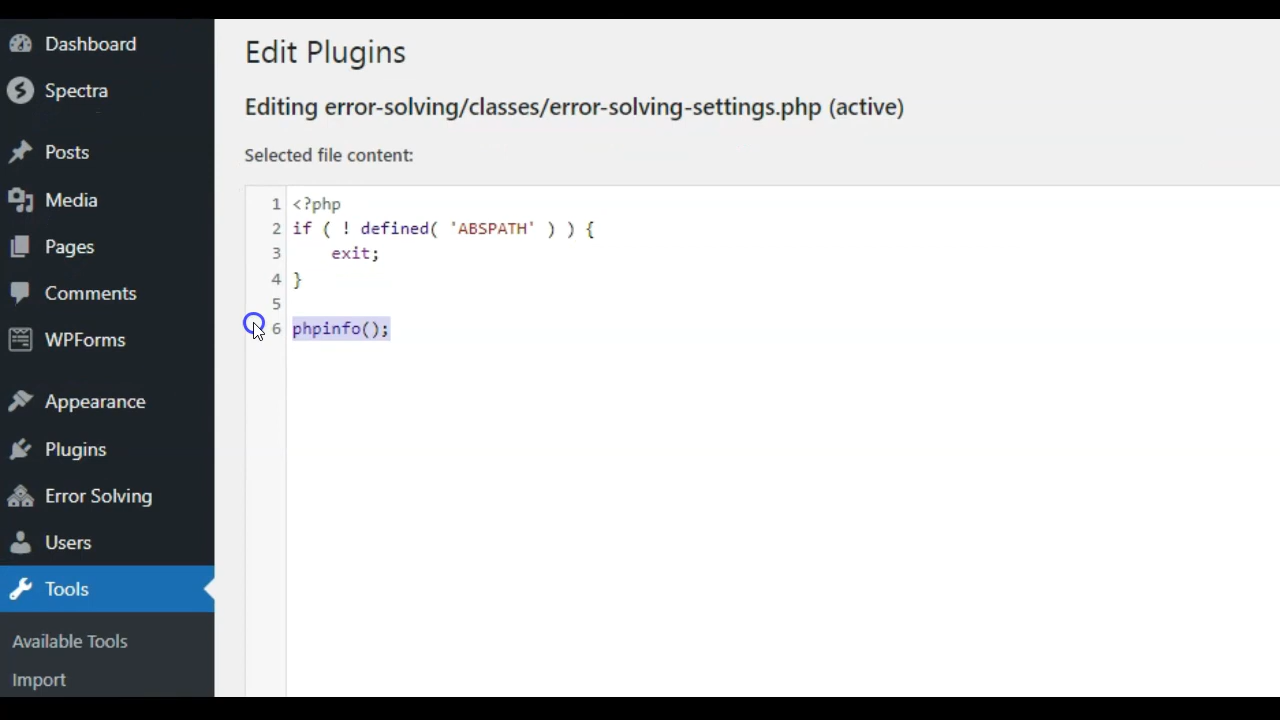 Dashboard
Spectra
Posts
Media
Pages
Comments
WPForms
Appearance
Plugins
Error Solving
Users
Tools
Available Tools
Import
Edit Plugins
Editing error-solving/classes/error-solving-settings.php (active)
Selected file content:
1 <?php
2 if ( ! defined( 'ABSPATH' ) ) {
3 exit;
4 }
5
6 phpinfo();